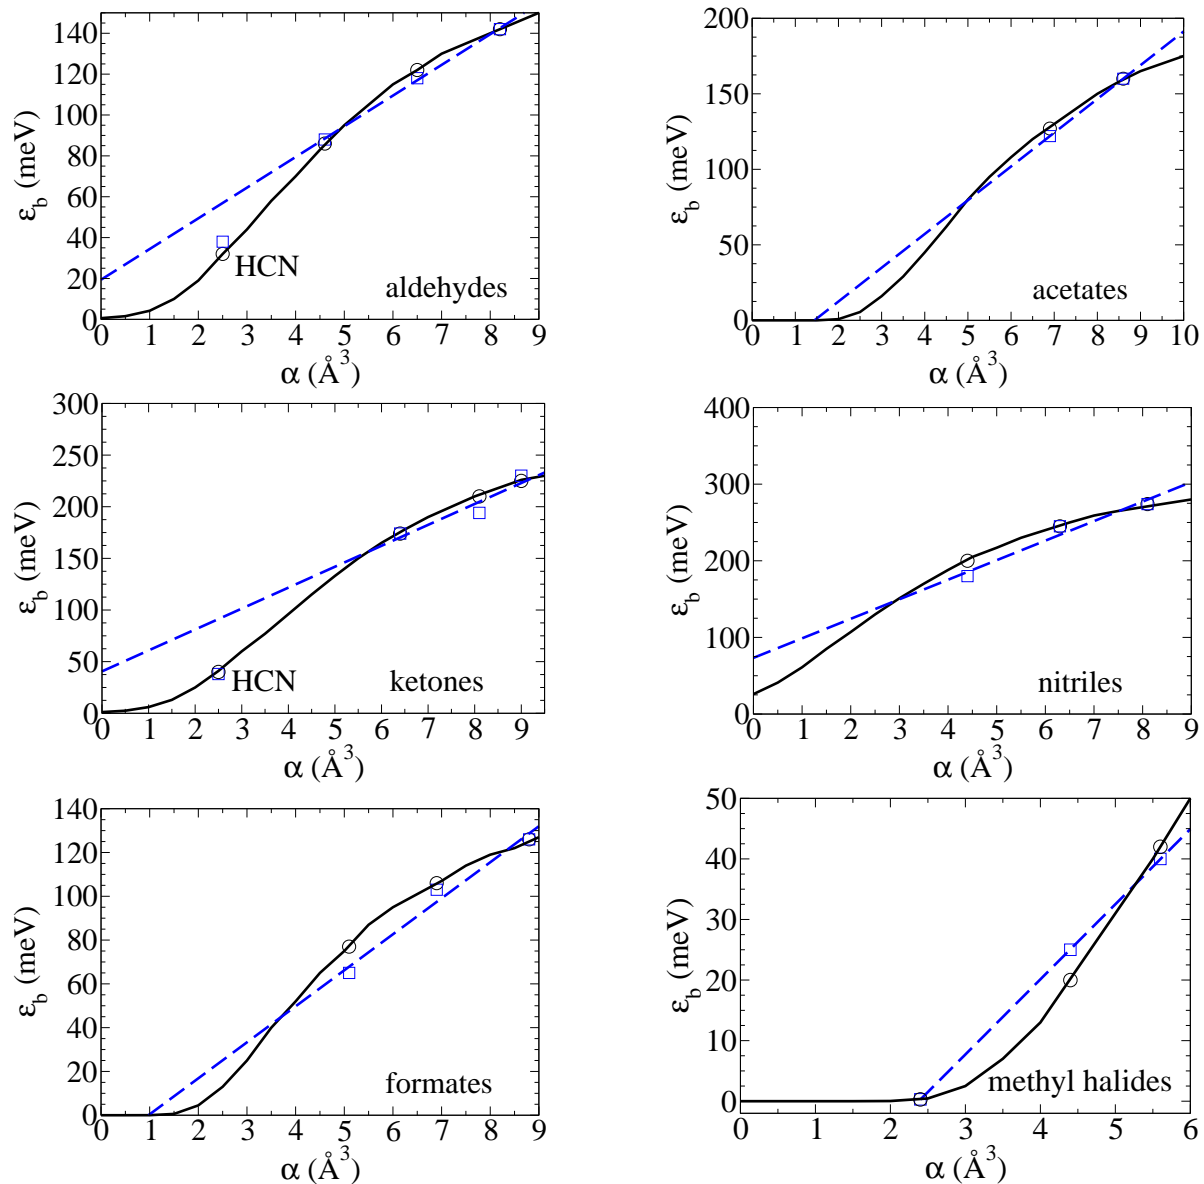 140
120
100
80
60
40
20
0
ε_b (meV)
HCN
aldehydes
0 1 2 3 4 5 6 7 8 9
α (Å^3)
200
150
100
50
0
ε_b (meV)
acetates
0 1 2 3 4 5 6 7 8 9 10
α (Å^3)
300
250
200
150
100
50
0
ε_b (meV)
HCN
ketones
0 1 2 3 4 5 6 7 8 9
α (Å^3)
400
300
200
100
0
ε_b (meV)
nitriles
0 1 2 3 4 5 6 7 8 9
α (Å^3)
140
120
100
80
60
40
20
0
ε_b (meV)
formates
0 1 2 3 4 5 6 7 8 9
α (Å^3)
50
40
30
20
10
0
ε_b (meV)
methyl halides
0 1 2 3 4 5 6
α (Å^3)